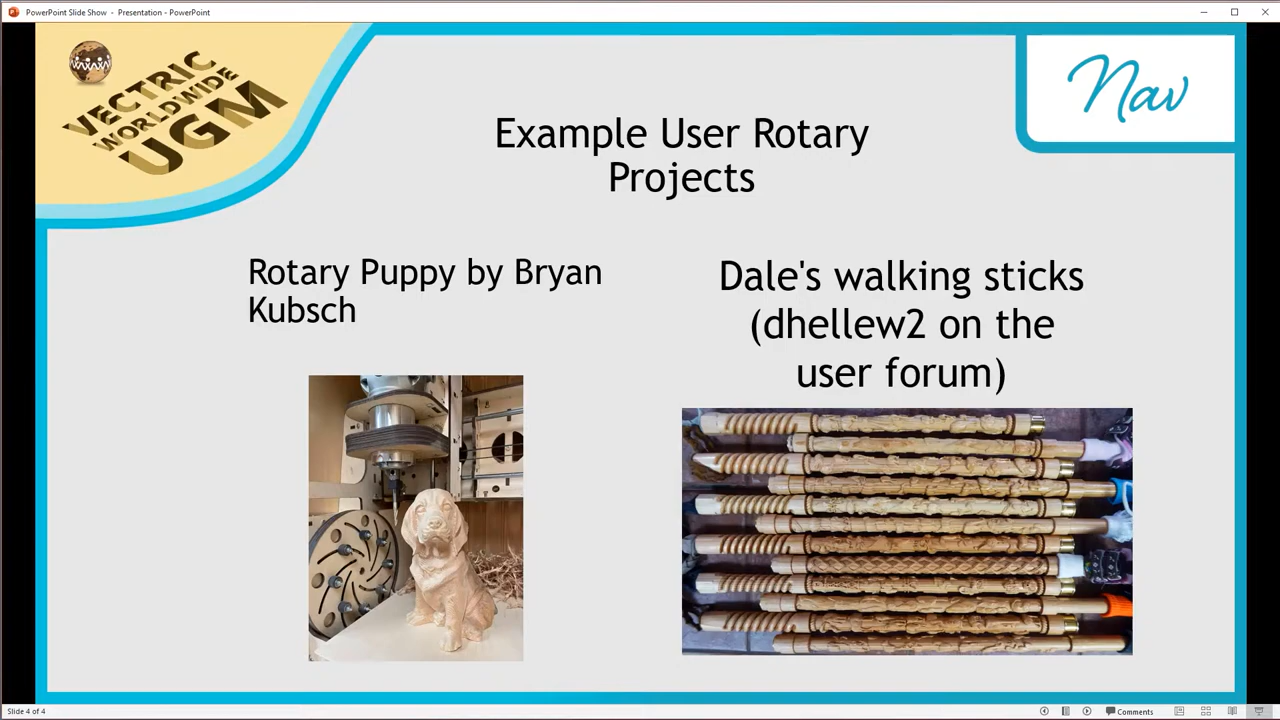 PowerPoint Slide Show - Presentation - PowerPoint
VECTRIC
WORLDWIDE
UGM
Nav
Example User Rotary
Projects
Rotary Puppy by Bryan
Kubsch
Dale's walking sticks
(dhellew2 on the
user forum)
Slide 4 of 4
Comments